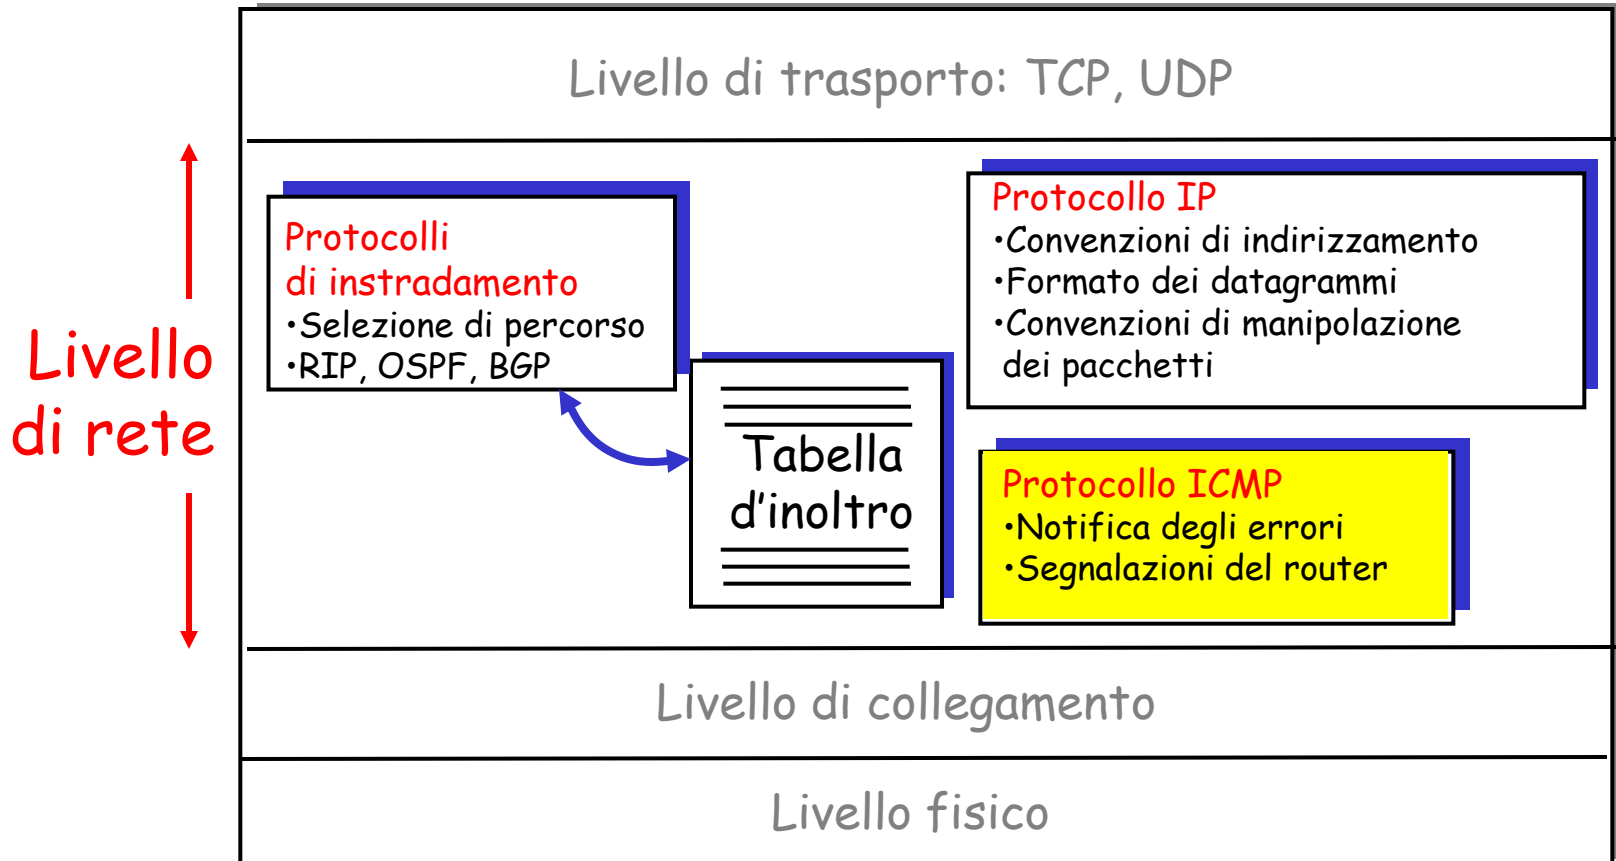 Livello di trasporto: TCP, UDP
Livello
di rete
Protocolli
di instradamento
•Selezione di percorso
•RIP, OSPF, BGP
Tabella
d'inoltro
Protocollo IP
•Convenzioni di indirizzamento
•Formato dei datagrammi
•Convenzioni di manipolazione
dei pacchetti
Protocollo ICMP
•Notifica degli errori
•Segnalazioni del router
Livello di collegamento
Livello fisico